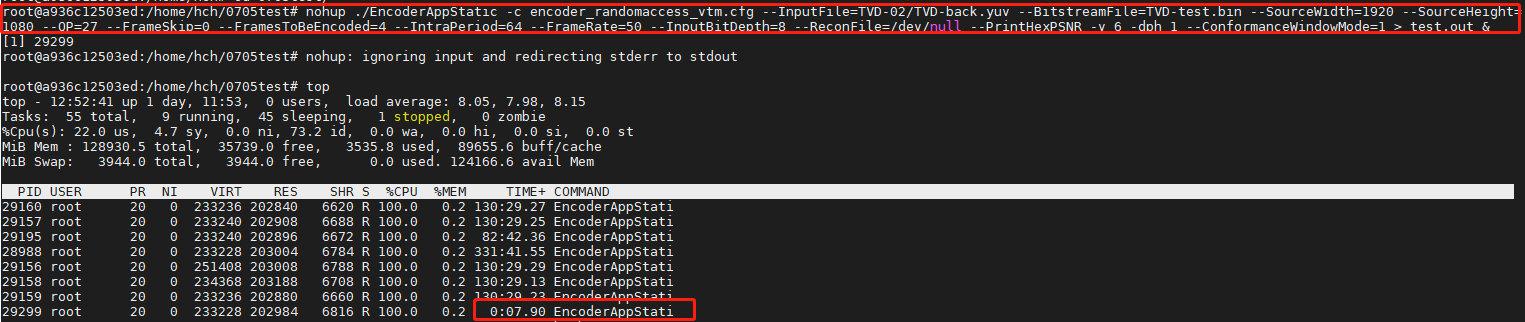 root@a936c12503ed:/home/hch/0705test# nohup ./EncoderAppStatic -c encoder_randomaccess_vtm.cfg --InputFile=TVD-02/TVD-back.yuv --BitstreamFile=TVD-test.bin --SourceWidth=1920 --SourceHeight=
1080 --QP=27 --FrameSkip=0 --FramesToBeEncoded=4 --IntraPeriod=64 --FrameRate=50 --InputBitDepth=8 --ReconFile=/dev/null --PrintHexPSNR -v 6 -dph 1 --ConformanceWindowMode=1 > test.out &
[1] 29299
root@a936c12503ed:/home/hch/0705test# nohup: ignoring input and redirecting stderr to stdout
root@a936c12503ed:/home/hch/0705test# top
top - 12:52:41 up 1 day, 11:53, 0 users, load average: 8.05, 7.98, 8.15
Tasks: 55 total, 9 running, 45 sleeping, 1 stopped, 0 zombie
%Cpu(s): 22.0 us, 4.7 sy, 0.0 ni, 73.2 id, 0.0 wa, 0.0 hi, 0.0 si, 0.0 st
MiB Mem : 128930.5 total, 35739.0 free, 3535.8 used, 89655.6 buff/cache
MiB Swap: 3944.0 total, 3944.0 free, 0.0 used. 124166.6 avail Mem
PID USER PR NI VIRT RES SHR S %CPU %MEM TIME+ COMMAND
29160 root 20 0 233236 202840 6620 R 100.0 0.2 130:29.27 EncoderAppStati
29157 root 20 0 233240 202908 6688 R 100.0 0.2 130:29.25 EncoderAppStati
29195 root 20 0 233240 202896 6672 R 100.0 0.2 82:42.36 EncoderAppStati
28988 root 20 0 233228 203004 6784 R 100.0 0.2 331:41.55 EncoderAppStati
29156 root 20 0 251408 203008 6788 R 100.0 0.2 130:29.29 EncoderAppStati
29158 root 20 0 234368 203188 6708 R 100.0 0.2 130:29.13 EncoderAppStati
29159 root 20 0 233236 202880 6660 R 100.0 0.2 130:29.23 EncoderAppStati
29299 root 20 0 233228 202984 6816 R 100.0 0.2 0:07.90 EncoderAppStati